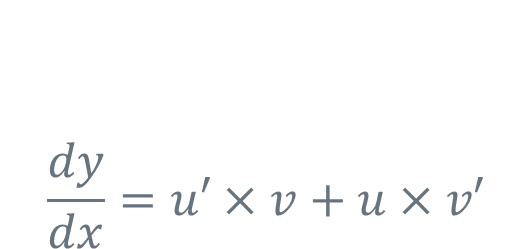 dy/dx = u′ × v + u × v′